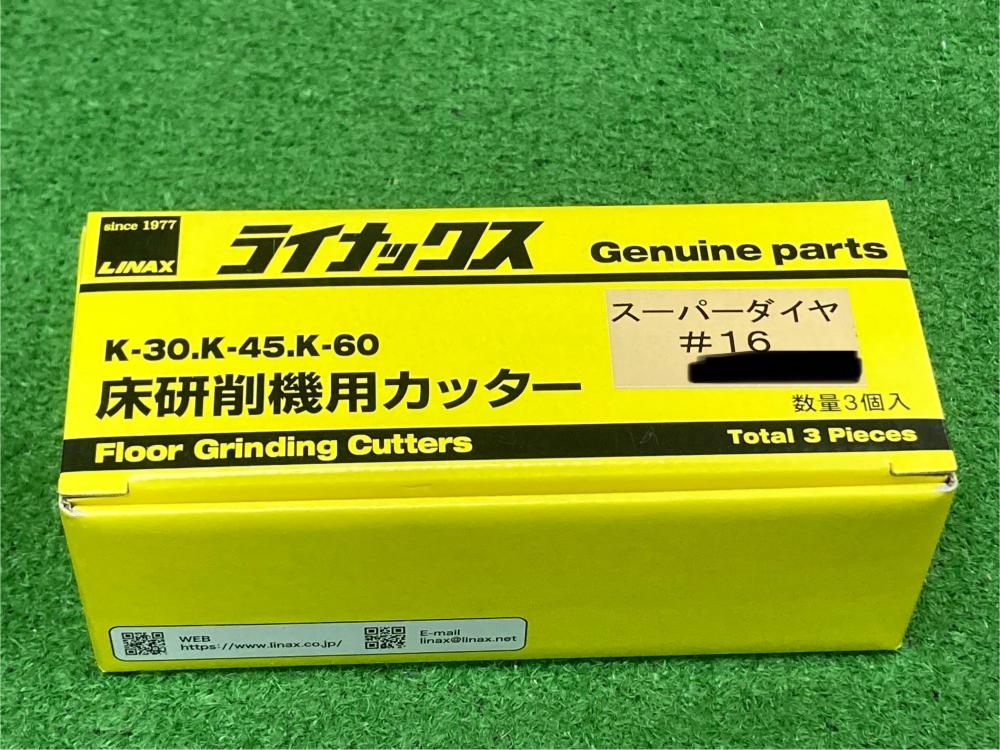 since 1977
LINAX
ライナックス
Genuine parts
スーパーダイヤ
#16
K-30.K-45.K-60
床研削機用カッター
数量3個入
Floor Grinding Cutters
Total 3 Pieces
WEB
https://www.linax.co.jp/
E-mail
linax@linax.net